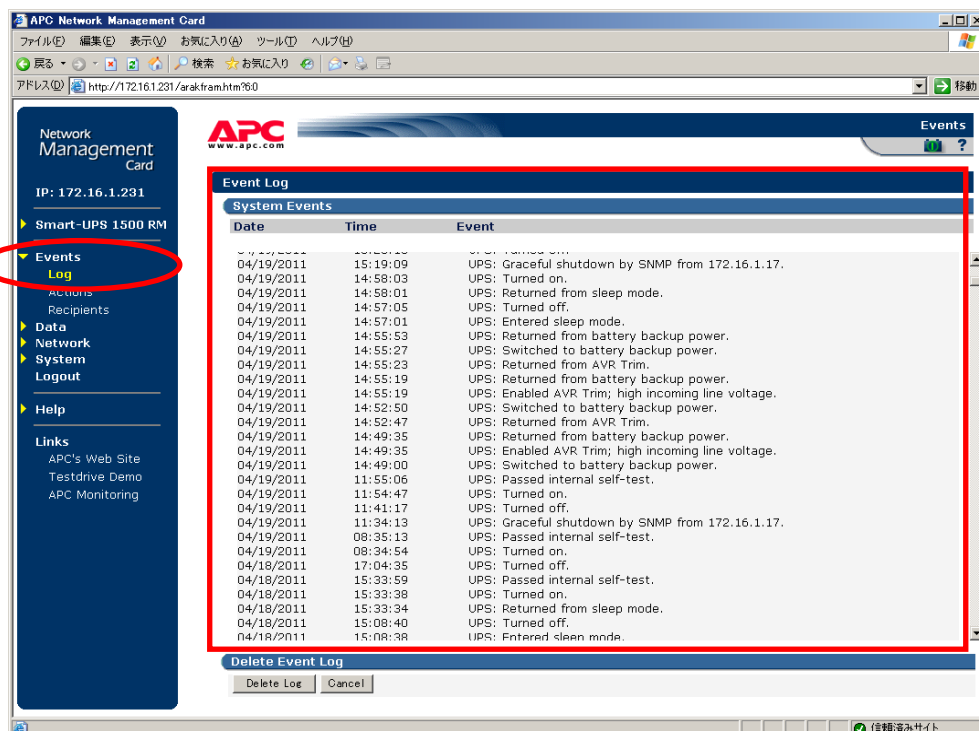 APC Network Management Card
ファイル(F) 編集(E) 表示(V) お気に入り(A) ツール(T) ヘルプ(H)
戻る 検索 お気に入り
アドレス(D) http://172.16.1.231/arakfram.htm?6:0 移動
Network
Management
Card
IP: 172.16.1.231
Smart-UPS 1500 RM
Events
Log
Actions
Recipients
Data
Network
System
Logout
Help
Links
APC's Web Site
Testdrive Demo
APC Monitoring
APC
www.apc.com
Events
?
Event Log
System Events
Date Time Event
04/19/2011 15:19:09 UPS: Graceful shutdown by SNMP from 172.16.1.17.
04/19/2011 14:58:03 UPS: Turned on.
04/19/2011 14:58:01 UPS: Returned from sleep mode.
04/19/2011 14:57:05 UPS: Turned off.
04/19/2011 14:57:01 UPS: Entered sleep mode.
04/19/2011 14:55:53 UPS: Returned from battery backup power.
04/19/2011 14:55:27 UPS: Switched to battery backup power.
04/19/2011 14:55:23 UPS: Returned from AVR Trim.
04/19/2011 14:55:19 UPS: Returned from battery backup power.
04/19/2011 14:55:19 UPS: Enabled AVR Trim; high incoming line voltage.
04/19/2011 14:52:50 UPS: Switched to battery backup power.
04/19/2011 14:52:47 UPS: Returned from AVR Trim.
04/19/2011 14:49:35 UPS: Returned from battery backup power.
04/19/2011 14:49:35 UPS: Enabled AVR Trim; high incoming line voltage.
04/19/2011 14:49:00 UPS: Switched to battery backup power.
04/19/2011 11:55:06 UPS: Passed internal self-test.
04/19/2011 11:54:47 UPS: Turned on.
04/19/2011 11:41:17 UPS: Turned off.
04/19/2011 11:34:13 UPS: Graceful shutdown by SNMP from 172.16.1.17.
04/19/2011 08:35:13 UPS: Passed internal self-test.
04/19/2011 08:34:54 UPS: Turned on.
04/18/2011 17:04:35 UPS: Turned off.
04/18/2011 15:33:59 UPS: Passed internal self-test.
04/18/2011 15:33:38 UPS: Turned on.
04/18/2011 15:33:34 UPS: Returned from sleep mode.
04/18/2011 15:08:40 UPS: Turned off.
04/18/2011 15:08:38 UPS: Entered sleep mode.
Delete Event Log
Delete Log Cancel
信頼済みサイト